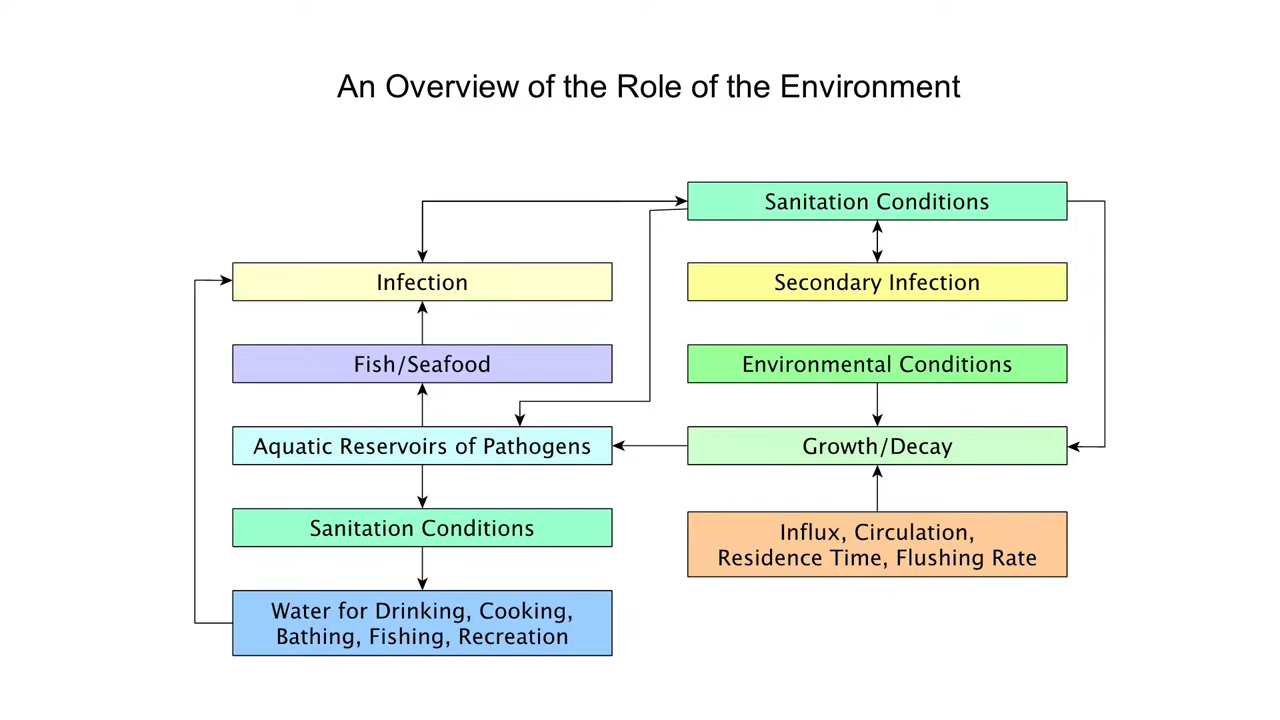 An Overview of the Role of the Environment
Sanitation Conditions
Infection
Secondary Infection
Fish/Seafood
Environmental Conditions
Aquatic Reservoirs of Pathogens
Growth/Decay
Sanitation Conditions
Influx, Circulation,
Residence Time, Flushing Rate
Water for Drinking, Cooking,
Bathing, Fishing, Recreation